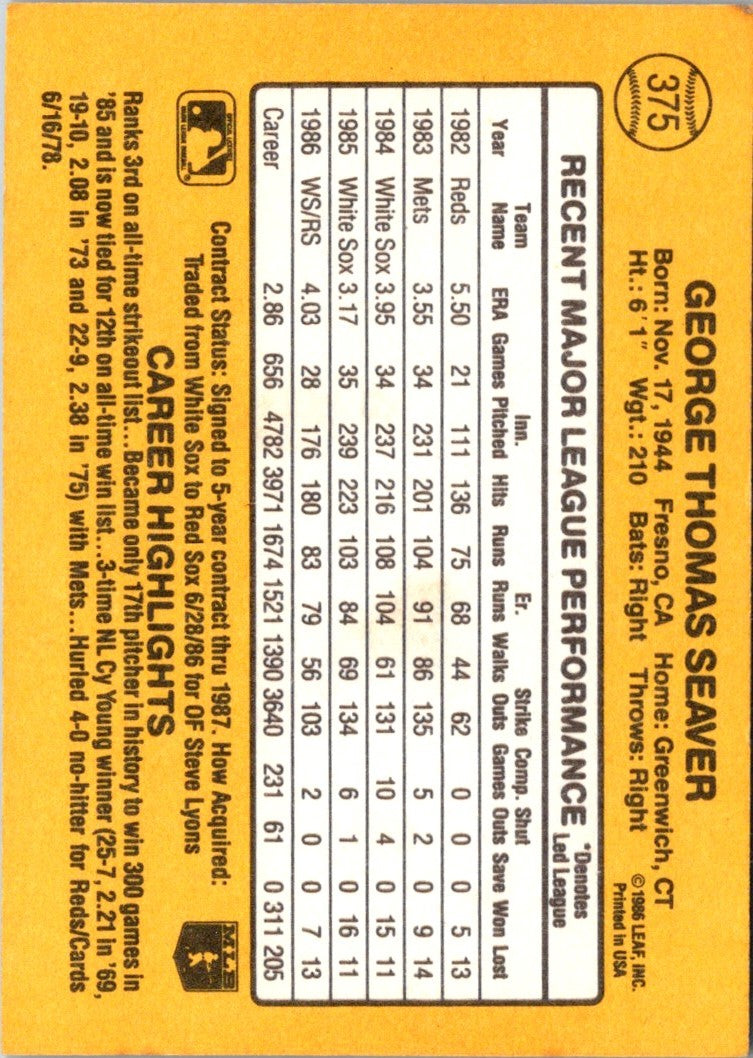 375
GEORGE THOMAS SEAVER
Born: Nov. 17, 1944 Fresno, CA Home: Greenwich, CT
Ht.: 6'1" Wgt.: 210 Bats: Right Throws: Right
©1986 LEAF, INC.
Printed in USA
RECENT MAJOR LEAGUE PERFORMANCE *Denotes Led League
Team Inn. Er. Strike Comp. Shut
Year Name ERA Games Pitched Hits Runs Runs Walks Outs Games Outs Save Won Lost
1982 Reds 5.50 21 111 136 75 68 44 62 0 0 0 5 13
1983 Mets 3.55 34 231 201 104 91 86 135 5 2 0 9 14
1984 White Sox 3.95 34 237 216 108 104 61 131 10 4 0 15 11
1985 White Sox 3.17 35 239 223 103 84 69 134 6 1 0 16 11
1986 WS/RS 4.03 28 176 180 83 79 56 103 2 0 0 7 13
Career 2.86 656 4782 3971 1674 1521 1390 3640 231 61 0 311 205
OFFICIAL LICENSEE
MAJOR LEAGUE BASEBALL
Contract Status: Signed to 5-year contract thru 1987. How Acquired:
Traded from White Sox to Red Sox 6/28/86 for OF Steve Lyons
MLB
CAREER HIGHLIGHTS
Ranks 3rd on all-time strikeout list...Became only 17th pitcher in history to win 300 games in
'85 and is now tied for 12th on all-time win list...3-time NL Cy Young winner (25-7, 2.21 in '69,
19-10, 2.08 in '73 and 22-9, 2.38 in '75) with Mets...Hurled 4-0 no-hitter for Reds/Cards
6/16/78.